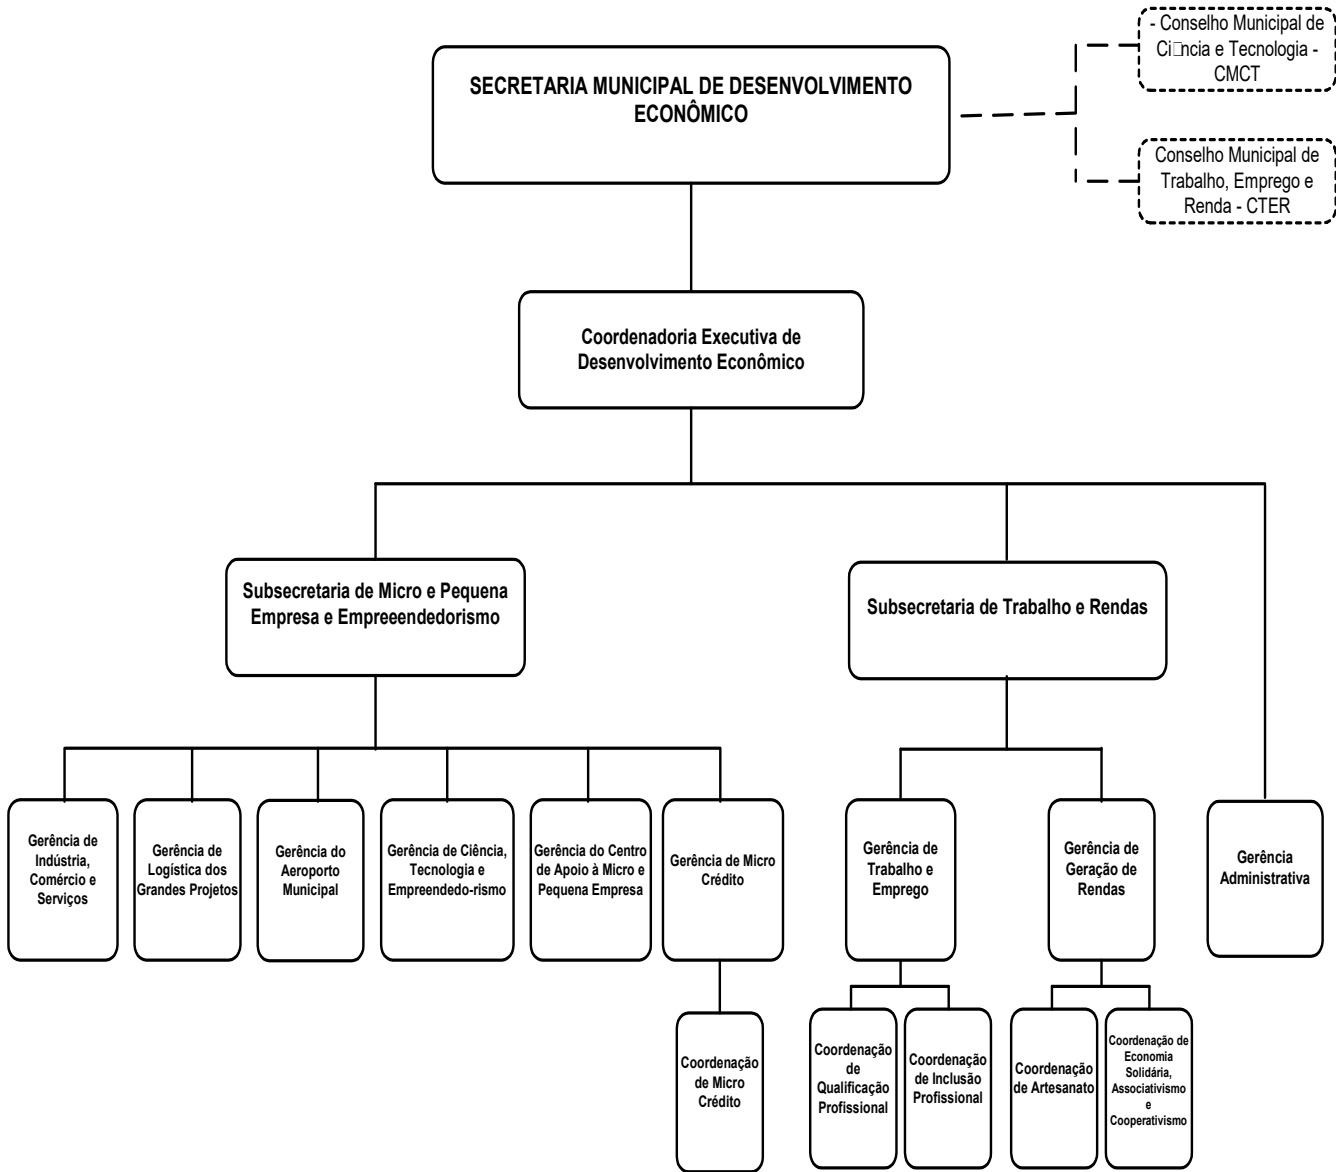 SECRETARIA MUNICIPAL DE DESENVOLVIMENTO
ECONÔMICO
- Conselho Municipal de
Ci□ncia e Tecnologia -
CMCT
Conselho Municipal de
Trabalho, Emprego e
Renda - CTER
Coordenadoria Executiva de
Desenvolvimento Econômico
Subsecretaria de Micro e Pequena
Empresa e Empreeendedorismo
Subsecretaria de Trabalho e Rendas
Gerência de
Indústria,
Comércio e
Serviços
Gerência de
Logística dos
Grandes Projetos
Gerência do
Aeroporto
Municipal
Gerência de Ciência,
Tecnologia e
Empreendedo-rismo
Gerência do Centro
de Apoio à Micro e
Pequena Empresa
Gerência de Micro
Crédito
Gerência de
Trabalho e
Emprego
Gerência de
Geração de
Rendas
Gerência
Administrativa
Coordenação
de Micro
Crédito
Coordenação
de
Qualificação
Profissional
Coordenação
de Inclusão
Profissional
Coordenação
de Artesanato
Coordenação de
Economia
Solidária,
Associativismo
e
Cooperativismo